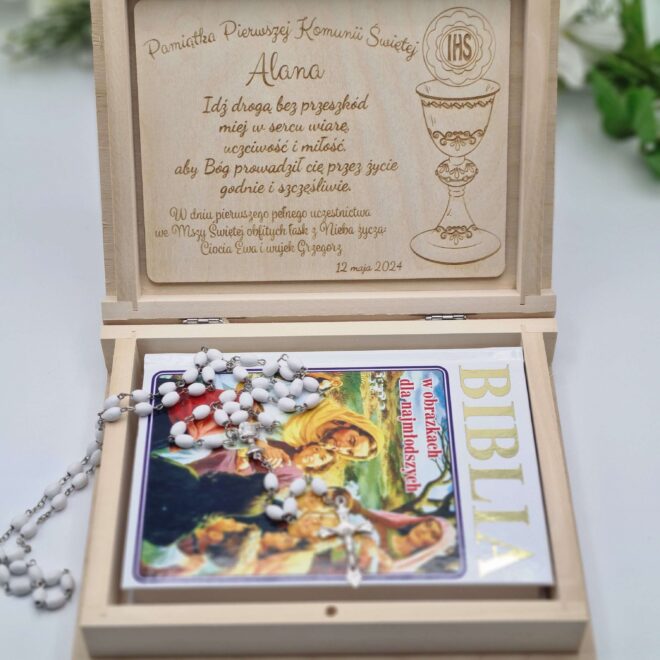 Pamiątka Pierwszej Komunii Świętej
IHS
Alana
Idź drogą bez przeszkód
miej w sercu wiarę,
uczciwość i miłość,
aby Bóg prowadził cię przez życie
godnie i szczęśliwie.
W dniu pierwszego pełnego uczestnictwa
we Mszy Świętej obfitych łask z Nieba życzą:
Ciocia Ewa i wujek Grzegorz
12 maja 2024
BIBLIA
w obrazkach
dla najmłodszych